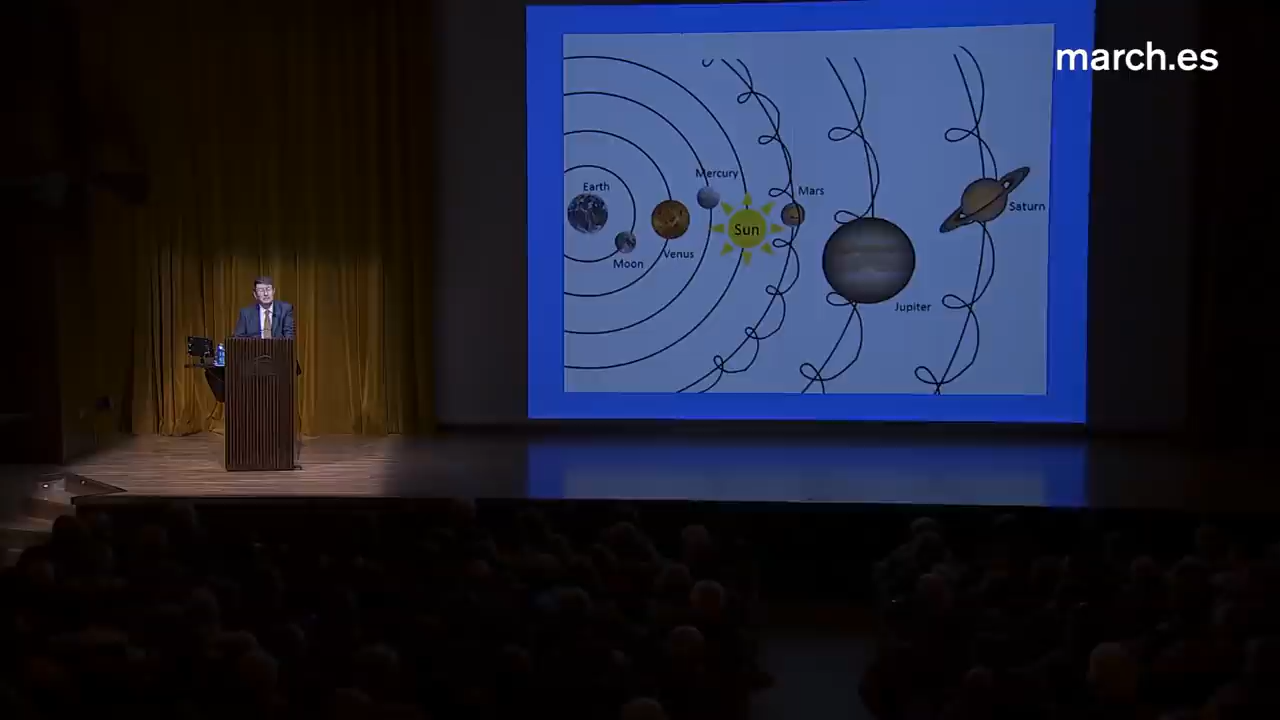 march.es
Earth
Moon
Venus
Mercury
Sun
Mars
Jupiter
Saturn